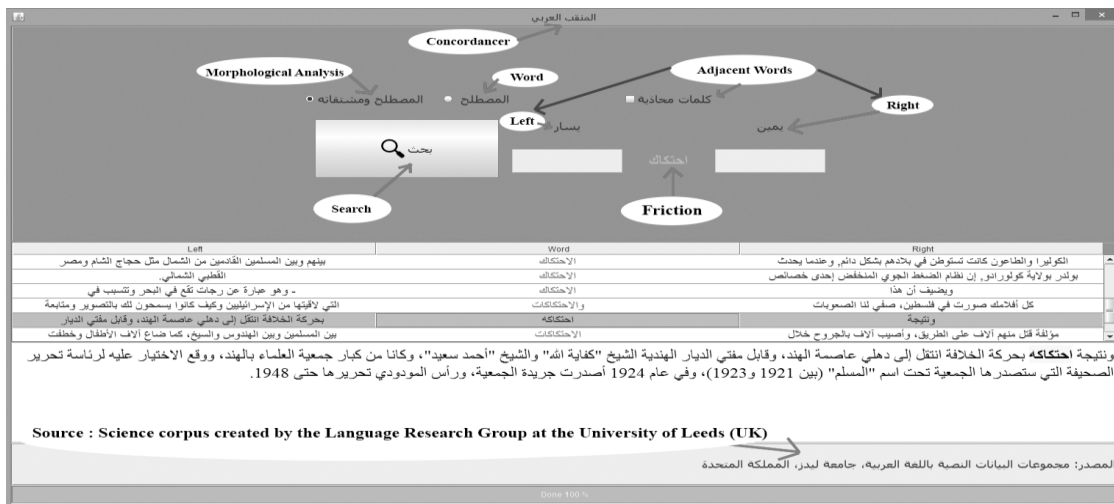 المنقب العربي
Concordancer
Morphological Analysis
Word
Adjacent Words
المصطلح ومشتقاته
المصطلح
كلمات محاذية
Right
Left
يسار
يمين
بحث
احتكاك
Search
Friction
Left Word Right
الكوليرا والطاعون كانت تستوطن في بلادهم بشكل دائم, وعندما يحدث الاحتكاك بينهم وبين المسلمين القادمين من الشمال مثل حجاج الشام ومصر
بولدر بولاية كولورادو, إن نظام الضغط الجوي المنخفض إحدى خصائص الاحتكاك القطبي الشمالي.
ويضيف أن هذا الاحتكاك ـ وهو عبارة عن رجات تقع في البحر وتتسبب في
كل أفلامك صورت في فلسطين, صفي لنا الصعوبات والاحتكاكات التي لاقيتها من الإسرائيليين وكيف كانوا يسمحون لك بالتصوير ومتابعة
ونتيجة احتكاكه بحركة الخلافة انتقل إلى دهلي عاصمة الهند، وقابل مفتي الديار
مؤلفة قتل منهم آلاف على الطريق، وأصيب آلاف بالجروح خلال الاحتكاكات بين المسلمين وبين الهندوس والسيخ، كما ضاع آلاف الأطفال وخطفت
ونتيجة احتكاكه بحركة الخلافة انتقل إلى دهلي عاصمة الهند، وقابل مفتي الديار الهندية الشيخ "كفاية الله" والشيخ "أحمد سعيد"، وكانا من كبار جمعية العلماء بالهند، ووقع الاختيار عليه لرئاسة تحرير
الصحيفة التي ستصدرها الجمعية تحت اسم "المسلم" (بين 1921 و1923)، وفي عام 1924 أصدرت جريدة الجمعية، ورأس المودودي تحريرها حتى 1948.
Source : Science corpus created by the Language Research Group at the University of Leeds (UK)
المصدر: مجموعات البيانات النصية باللغة العربية، جامعة ليدز، المملكة المتحدة
Done 100 %